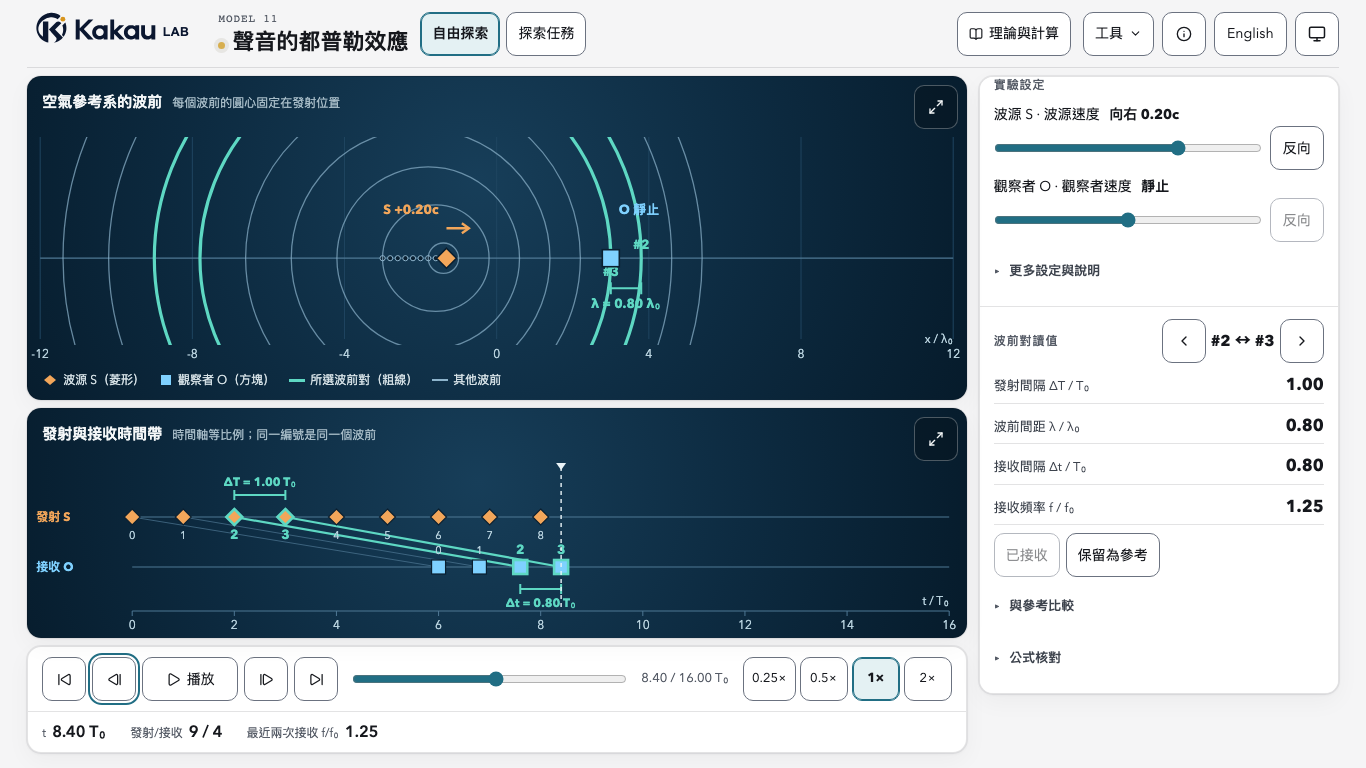 Kakau LAB
MODEL 11
聲音的都普勒效應
自由探索
探索任務
理論與計算
工具
English
空氣參考系的波前 每個波前的圓心固定在發射位置
S +0.20c
O 靜止
#2
#3
λ = 0.80 λ₀
x / λ₀
-12 -8 -4 0 4 8 12
波源 S（菱形） 觀察者 O（方塊） 所選波前對（粗線） 其他波前
發射與接收時間帶 時間軸等比例；同一編號是同一個波前
ΔT = 1.00 T₀
發射 S
0 1 2 3 4 5 6 7 8
0 1 2 3
接收 O
Δt = 0.80 T₀
t / T₀
0 2 4 6 8 10 12 14 16
播放
8.40 / 16.00 T₀
0.25× 0.5× 1× 2×
t 8.40 T₀ 發射/接收 9 / 4 最近兩次接收 f/f₀ 1.25
實驗設定
波源 S · 波源速度 向右 0.20c
反向
觀察者 O · 觀察者速度 靜止
反向
更多設定與說明
波前對讀值
#2 ↔ #3
發射間隔 ΔT / T₀ 1.00
波前間距 λ / λ₀ 0.80
接收間隔 Δt / T₀ 0.80
接收頻率 f / f₀ 1.25
已接收
保留為參考
與參考比較
公式核對